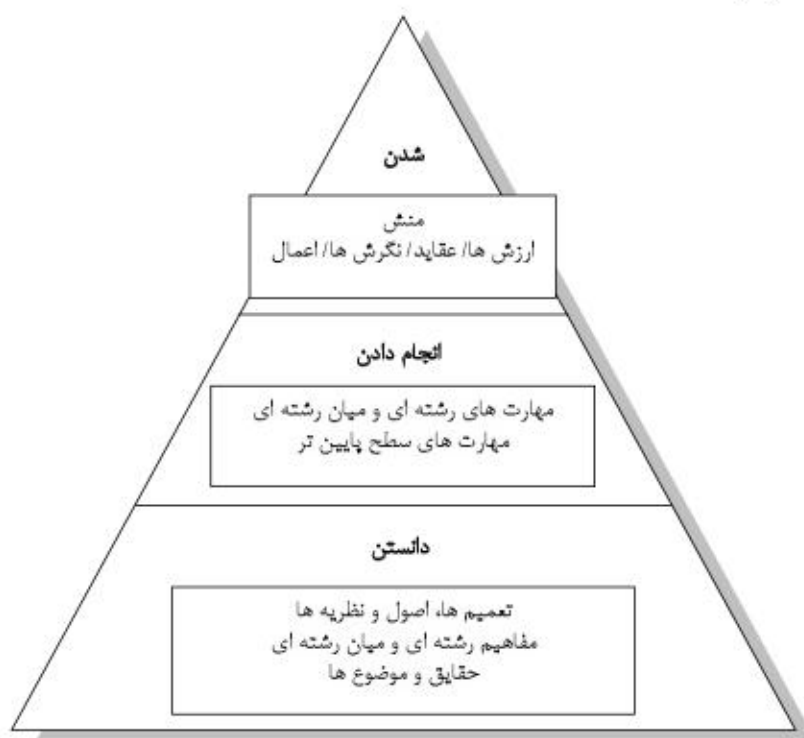 شدن
منش
ارزش ها/ عقاید/ نگرش ها/ اعمال
انجام دادن
مهارت های رشته ای و میان رشته ای
مهارت های سطح پایین تر
دانستن
تعمیم ها، اصول و نظریه ها
مفاهیم رشته ای و میان رشته ای
حقایق و موضوع ها